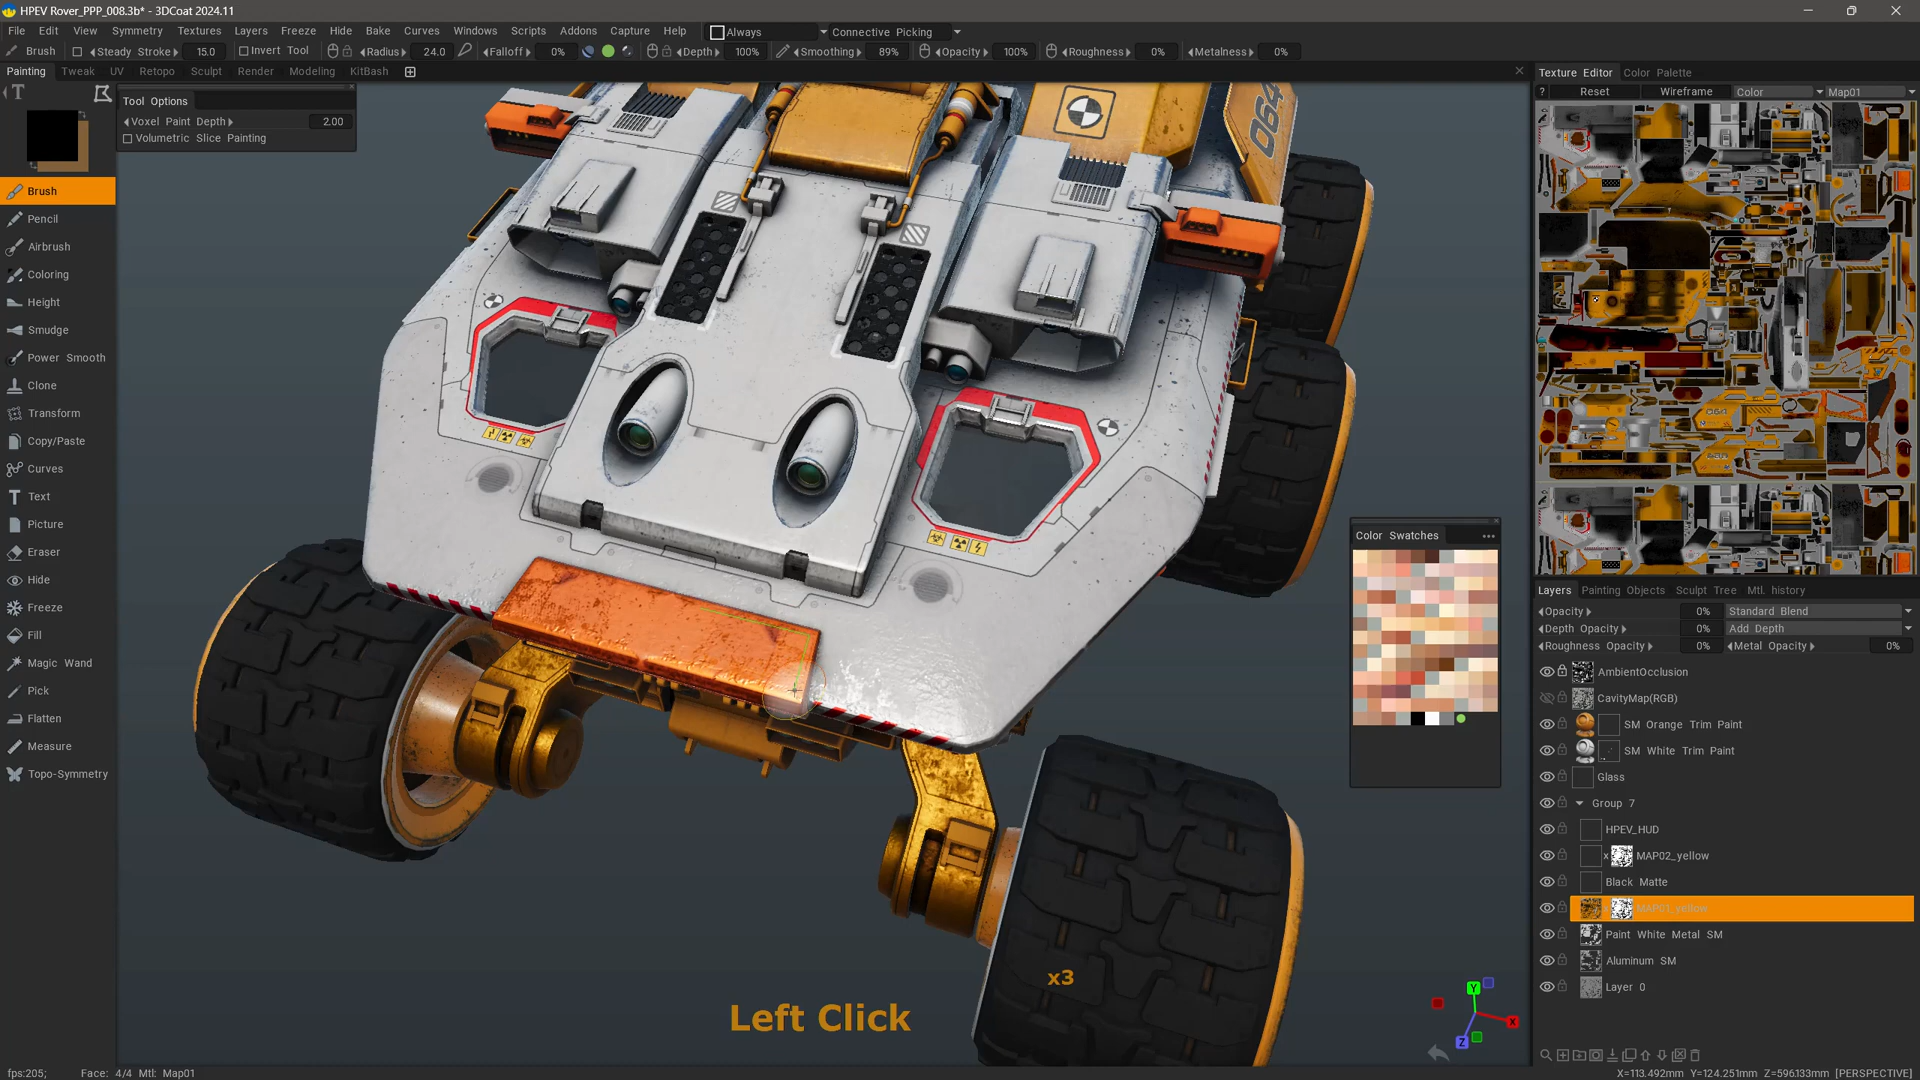 HPEV Rover_PPP_008.3b* - 3DCoat 2024.11
File Edit View Symmetry Textures Layers Freeze Hide Bake Curves Windows Scripts Addons Capture Help Always Connective Picking
Brush Steady Stroke 15.0 Invert Tool Radius 24.0 Falloff 0% Depth 100% Smoothing 89% Opacity 100% Roughness 0% Metalness 0%
Painting Tweak UV Retopo Sculpt Render Modeling KitBash
Texture Editor Color Palette
? Reset Wireframe Color Map01
Tool Options
Voxel Paint Depth 2.00
Volumetric Slice Painting
T
Brush
Pencil
Airbrush
Coloring
Height
Smudge
Power Smooth
Clone
Transform
Copy/Paste
Curves
Text
Picture
Eraser
Hide
Freeze
Fill
Magic Wand
Pick
Flatten
Measure
Topo-Symmetry
064
Color Swatches
Layers Painting Objects Sculpt Tree Mtl. history
Opacity 0% Standard Blend
Depth Opacity 0% Add Depth
Roughness Opacity 0% Metal Opacity 0%
AmbientOcclusion
CavityMap(RGB)
SM Orange Trim Paint
SM White Trim Paint
Glass
Group 7
HPEV_HUD
MAP02_yellow
Black Matte
MAP01_yellow
Paint White Metal SM
Aluminum SM
Layer 0
x3
Left Click
Y
X
Z
fps:205; Face: 4/4 Mtl: Map01
X=113.492mm Y=124.251mm Z=596.133mm [PERSPECTIVE]